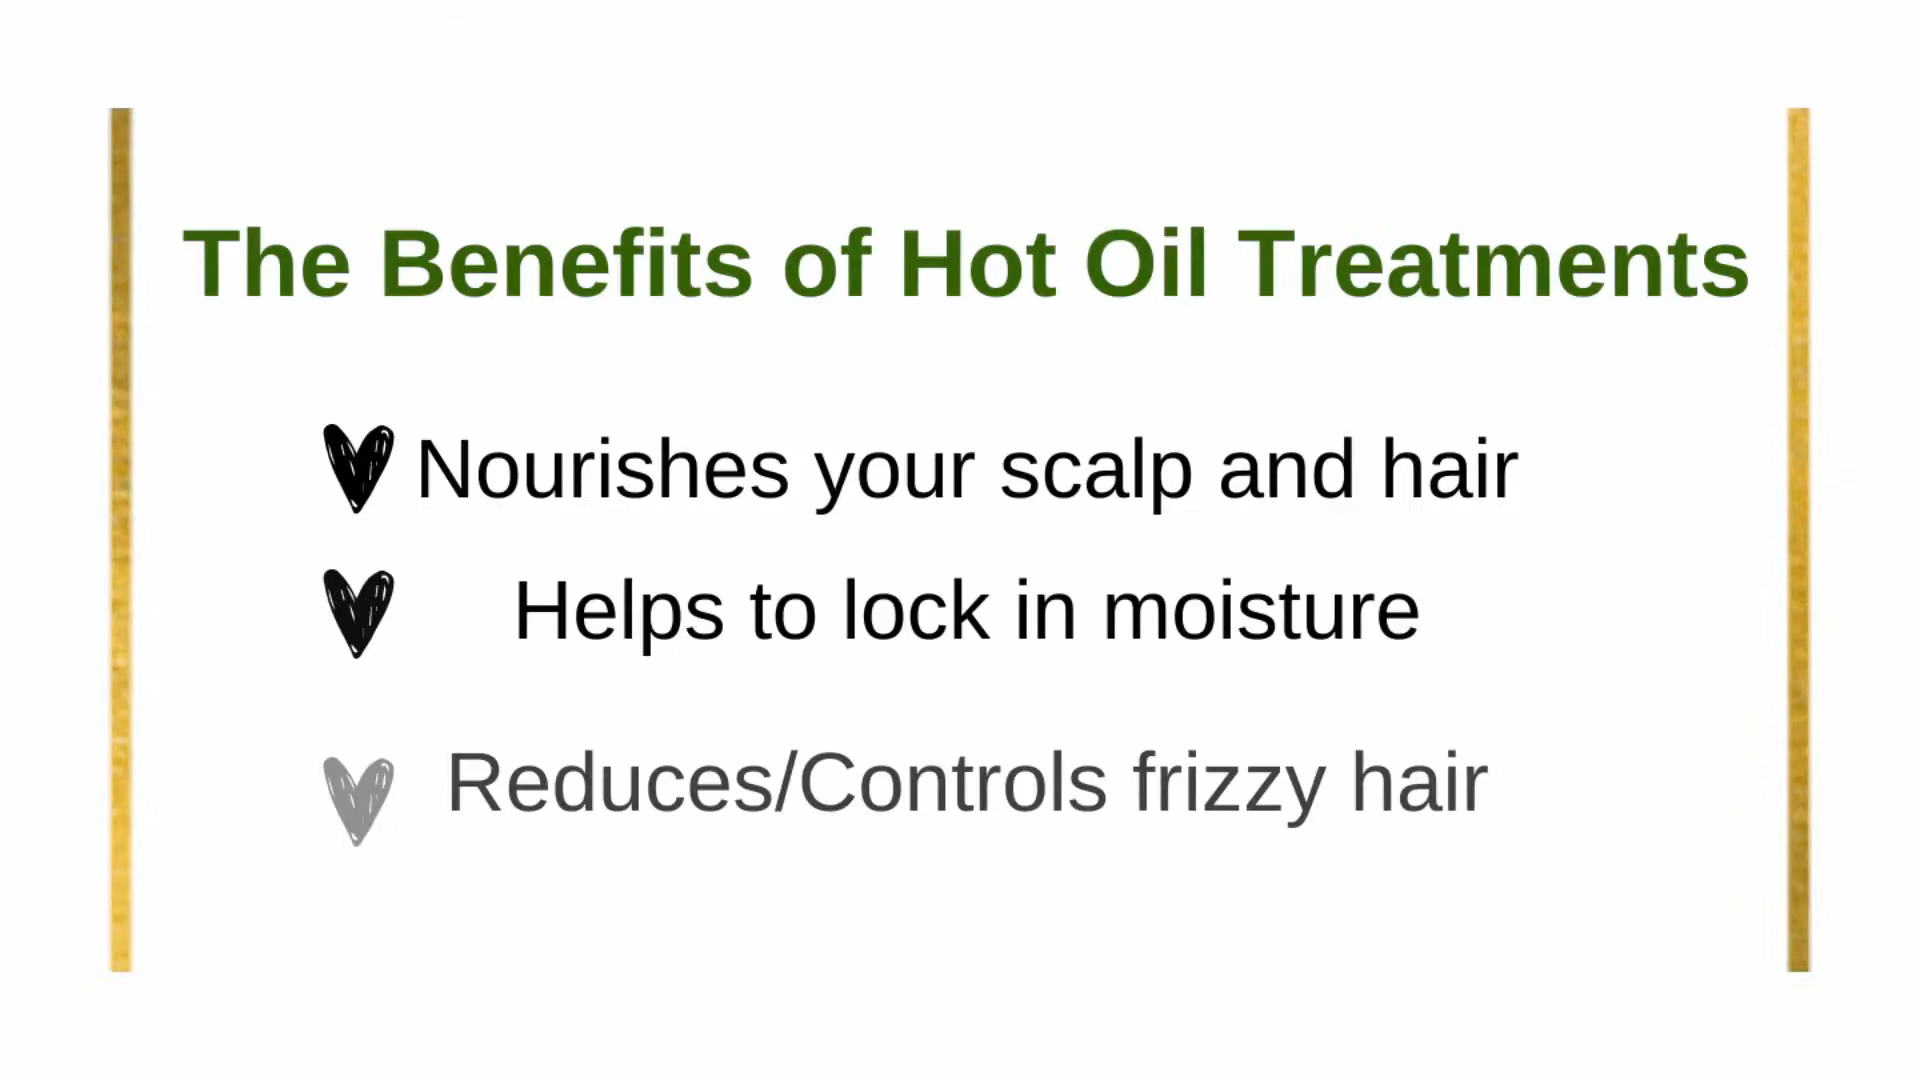 The Benefits of Hot Oil Treatments
Nourishes your scalp and hair
Helps to lock in moisture
Reduces/Controls frizzy hair